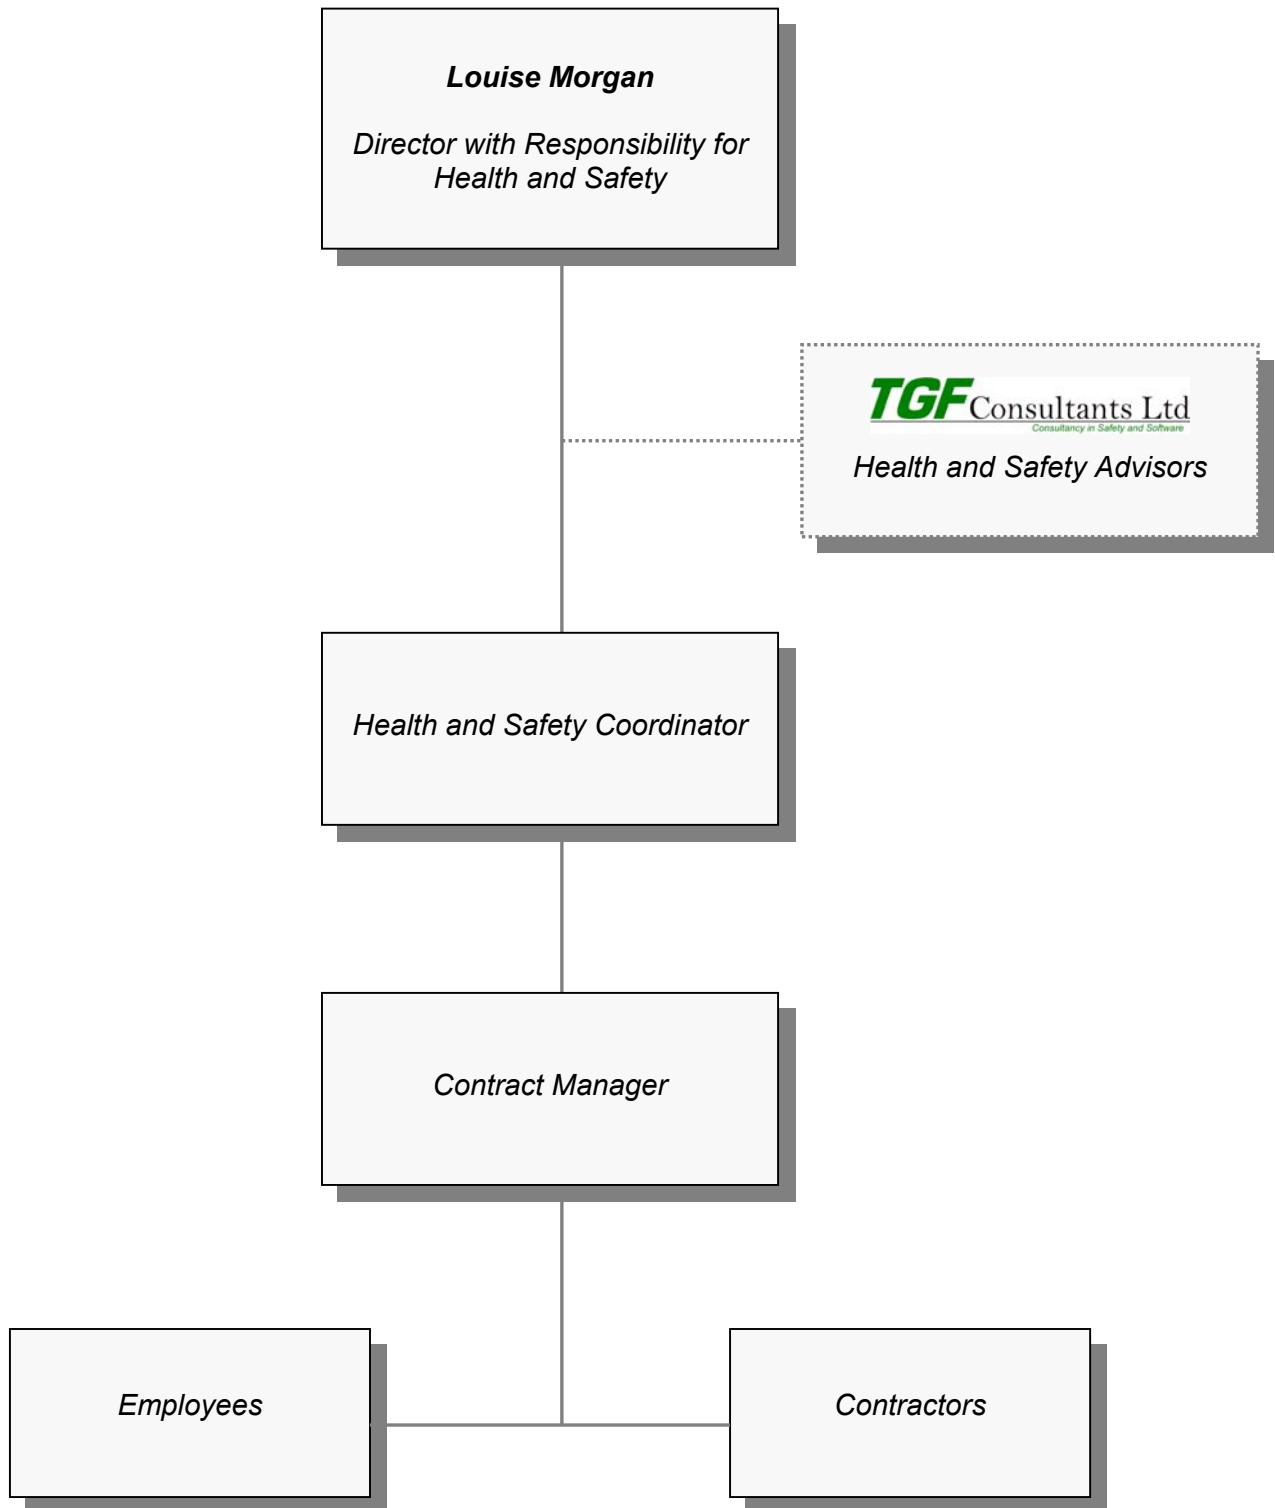 Louise Morgan
Director with Responsibility for
Health and Safety
TGF Consultants Ltd
Consultancy in Safety and Software
Health and Safety Advisors
Health and Safety Coordinator
Contract Manager
Employees
Contractors